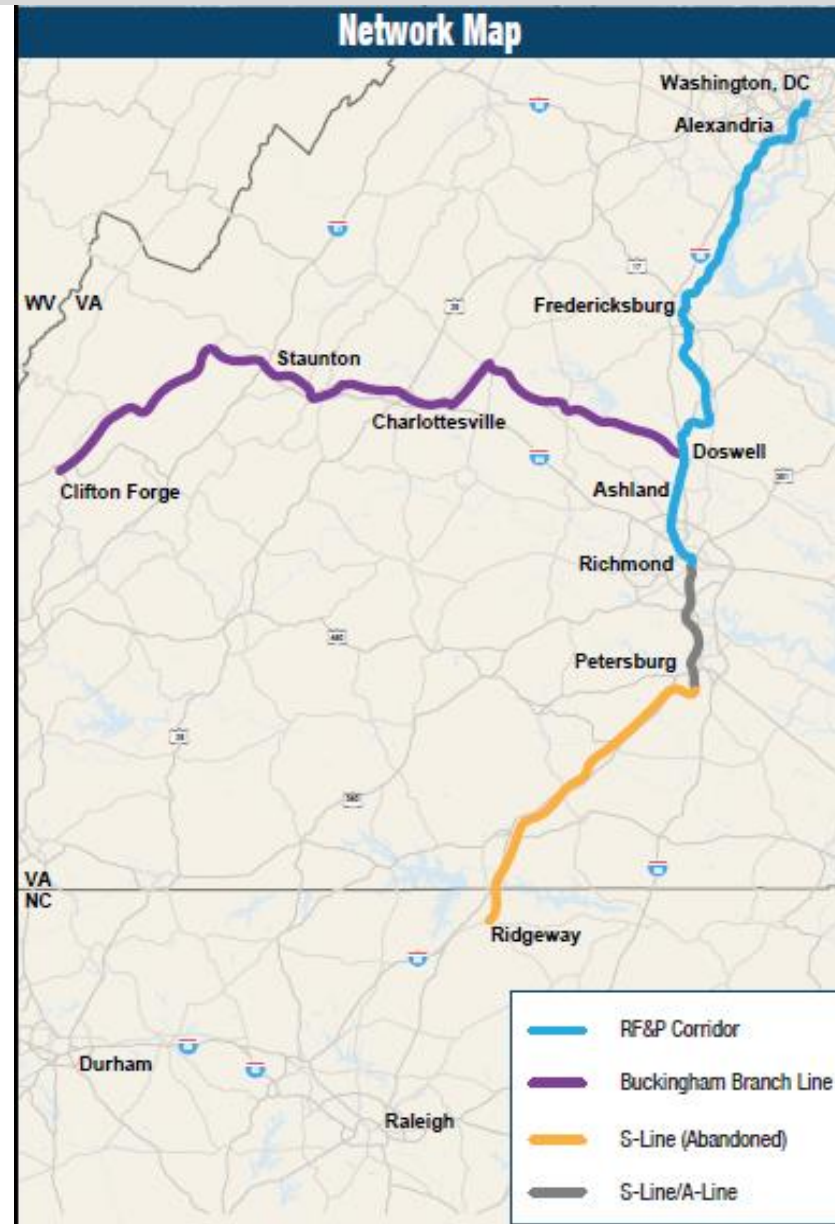 Network Map
Washington, DC
Alexandria
WV VA
Fredericksburg
Staunton
Charlottesville
Doswell
Clifton Forge
Ashland
Richmond
Petersburg
VA
NC
Ridgeway
Durham
Raleigh
RF&P Corridor
Buckingham Branch Line
S-Line (Abandoned)
S-Line/A-Line